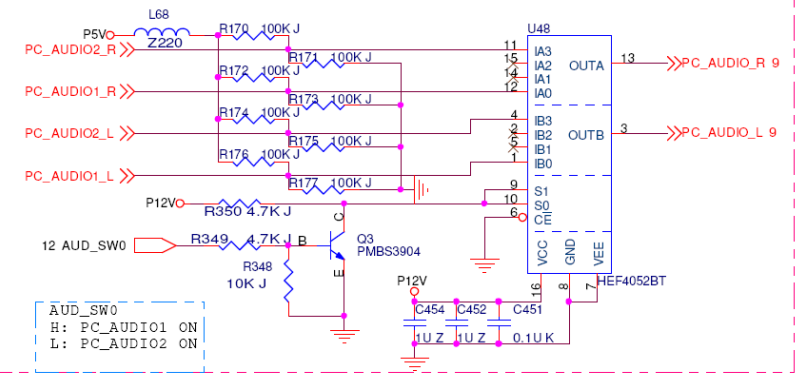 L68
P5V
Z220
R170 100K J
U48
PC_AUDIO2_R
R171 100K J
11 IA3
15 IA2
14 IA1
12 IA0
OUTA 13 PC_AUDIO_R 9
R172 100K J
PC_AUDIO1_R
R173 100K J
R174 100K J
4 IB3
2 IB2
5 IB1
1 IB0
OUTB 3 PC_AUDIO_L 9
PC_AUDIO2_L
R175 100K J
R176 100K J
PC_AUDIO1_L
R177 100K J
9 S1
10 S0
6 CE
P12V
R350 4.7K J
C
Q3
PMBS3904
12 AUD_SW0
R349 4.7K J
B
E
R348
10K J
VCC
GND
VEE
16
8
7
HEF4052BT
P12V
C454 C452 C451
1U Z 1U Z 0.1U K
AUD_SW0
H: PC_AUDIO1 ON
L: PC_AUDIO2 ON